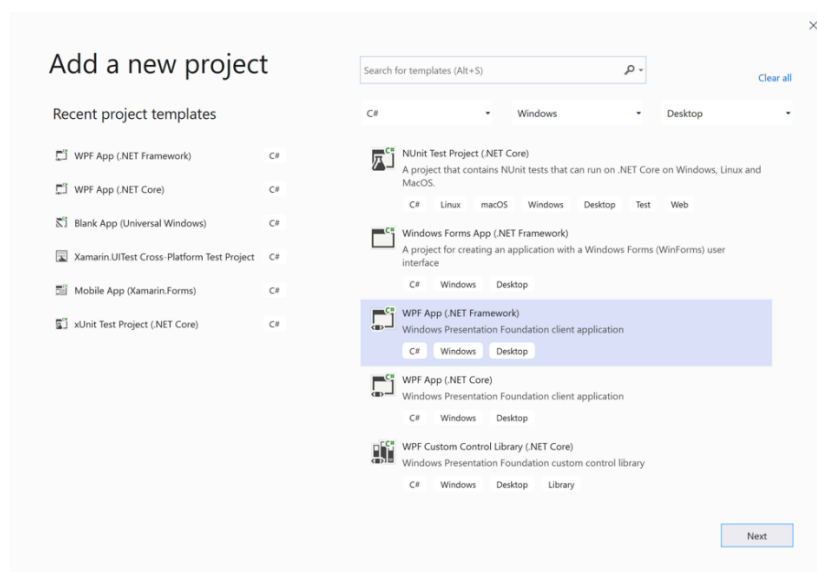 Add a new project
Search for templates (Alt+S)
Clear all
Recent project templates
C#
Windows
Desktop
WPF App (.NET Framework) C#
WPF App (.NET Core) C#
Blank App (Universal Windows) C#
Xamarin.UITest Cross-Platform Test Project C#
Mobile App (Xamarin.Forms) C#
xUnit Test Project (.NET Core) C#
NUnit Test Project (.NET Core)
A project that contains NUnit tests that can run on .NET Core on Windows, Linux and
MacOS.
C# Linux macOS Windows Desktop Test Web
Windows Forms App (.NET Framework)
A project for creating an application with a Windows Forms (WinForms) user
interface
C# Windows Desktop
WPF App (.NET Framework)
Windows Presentation Foundation client application
C# Windows Desktop
WPF App (.NET Core)
Windows Presentation Foundation client application
C# Windows Desktop
WPF Custom Control Library (.NET Core)
Windows Presentation Foundation custom control library
C# Windows Desktop Library
Next